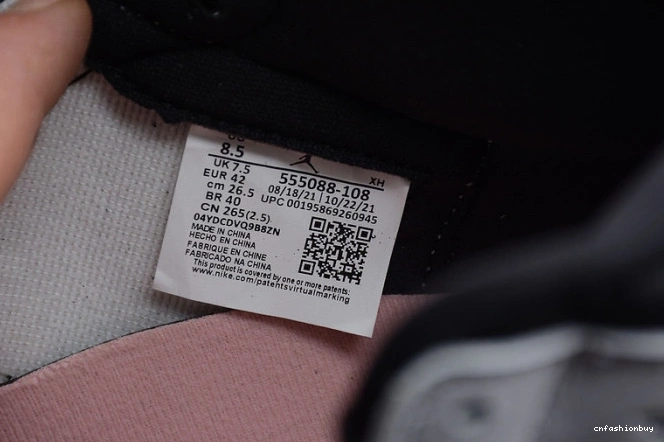 8.5
UK 7.5
EUR 42
cm 26.5
BR 40
CN 265(2.5)
555088-108 XH
08/18/21 | 10/22/21
UPC 00195869260945
04YDCDVQ9B8ZN
MADE IN CHINA
HECHO EN CHINA
FABRIQUE EN CHINE
FABRICADO NA CHINA
This product is covered by one or more patents:
www.nike.com/patentsvirtualmarking
cnfashionbuy